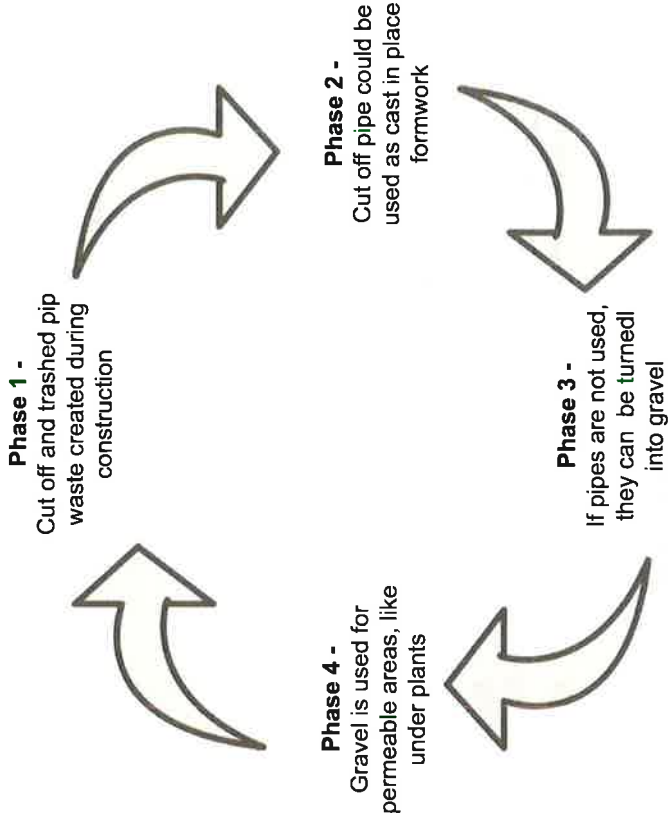 Phase 1 -
Cut off and trashed pip
waste created during
construction
Phase 2 -
Cut off pipe could be
used as cast in place
formwork
Phase 3 -
If pipes are not used,
they can be turnedl
into gravel
Phase 4 -
Gravel is used for
permeable areas, like
under plants